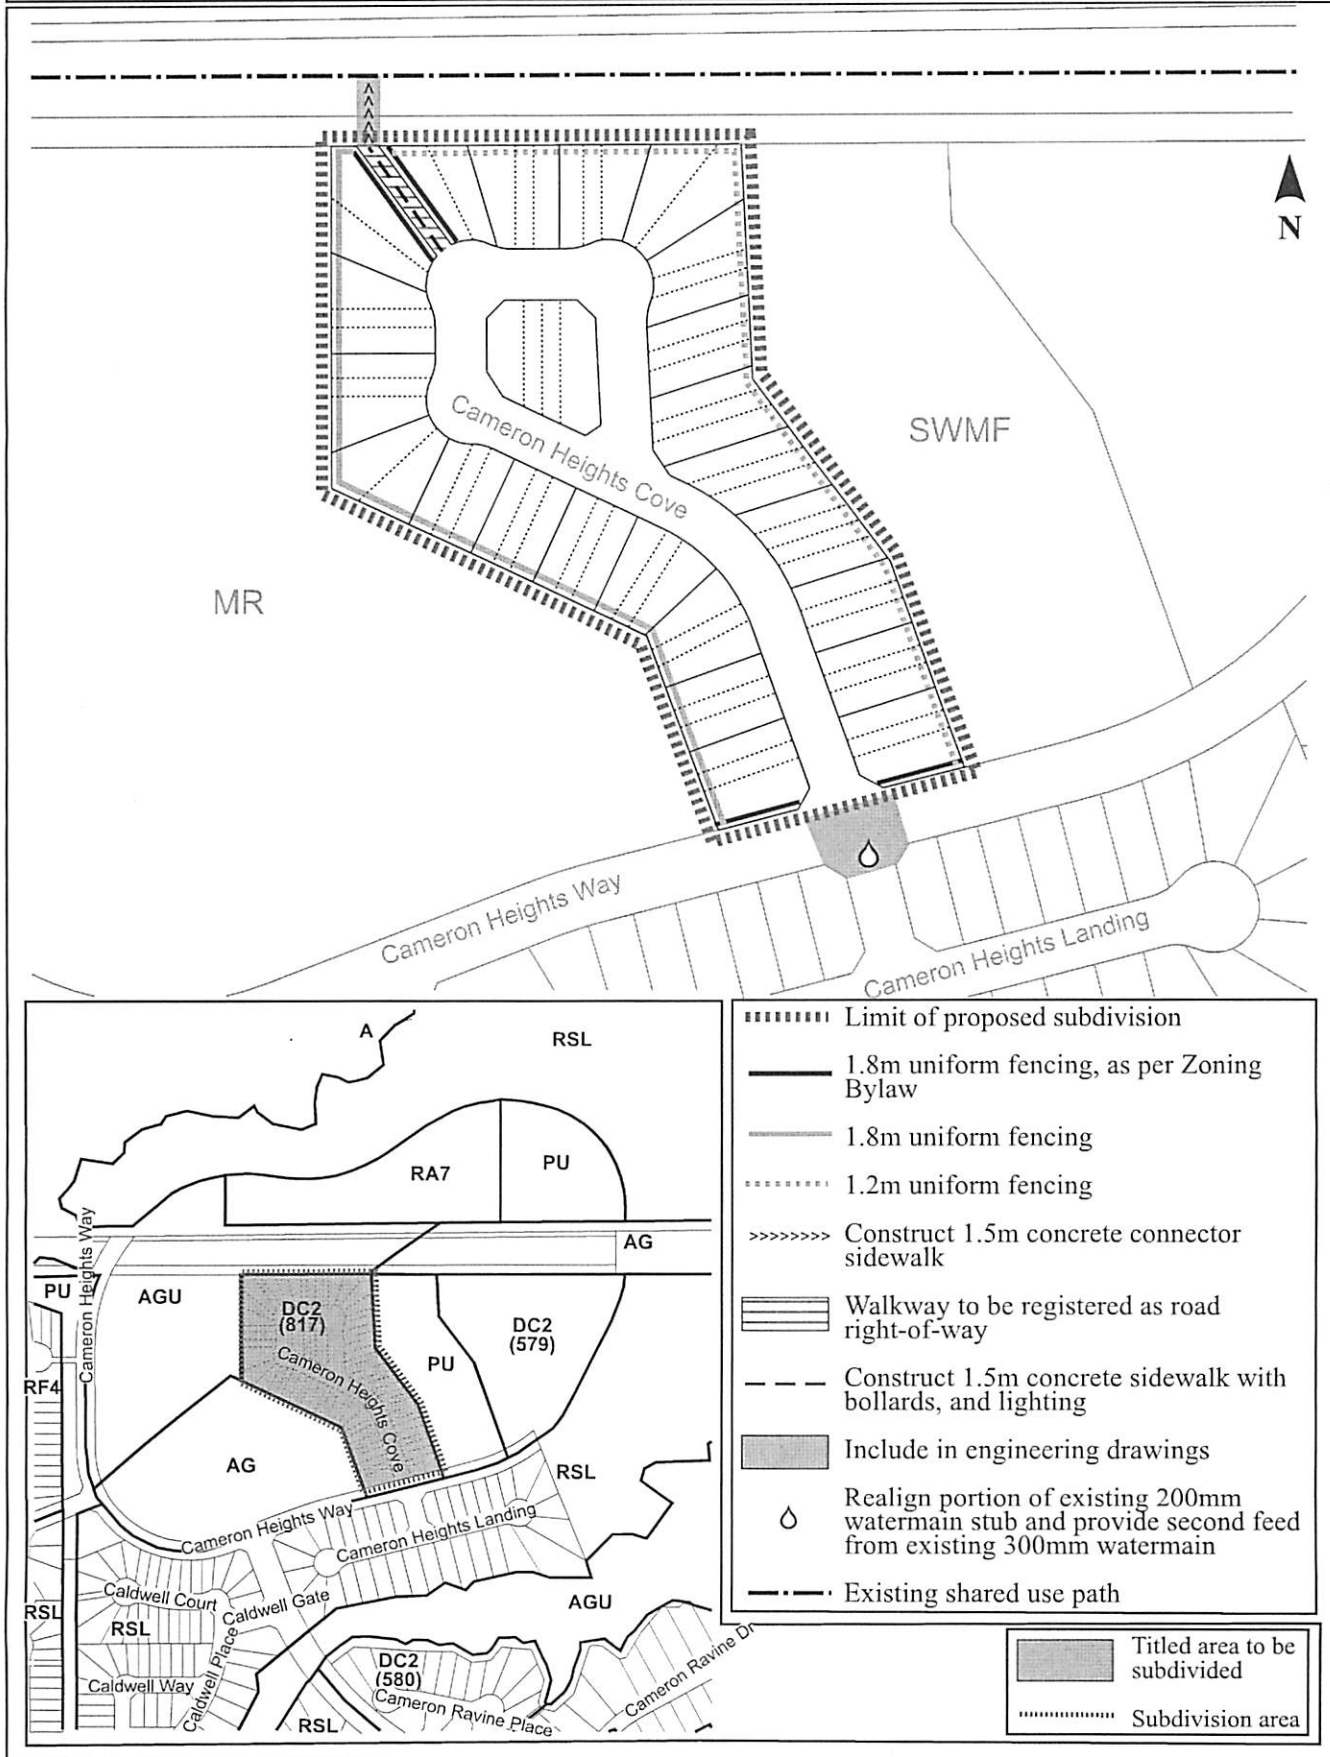 N
SWMF
Cameron Heights Cove
MR
Cameron Heights Way
Cameron Heights Landing
Limit of proposed subdivision
1.8m uniform fencing, as per Zoning
Bylaw
1.8m uniform fencing
1.2m uniform fencing
Construct 1.5m concrete connector
sidewalk
Walkway to be registered as road
right-of-way
Construct 1.5m concrete sidewalk with
bollards, and lighting
Include in engineering drawings
Realign portion of existing 200mm
watermain stub and provide second feed
from existing 300mm watermain
Existing shared use path
Titled area to be
subdivided
Subdivision area
A
RSL
RA7
PU
Cameron Heights Way
AG
PU
AGU
DC2
(817)
DC2
(579)
PU
Cameron Heights Cove
RF4
AG
RSL
Cameron Heights Way
Cameron Heights Landing
Caldwell Court
Caldwell Gate
AGU
RSL
RSL
Caldwell Place
DC2
(580)
Cameron Ravine Dr
Caldwell Way
Cameron Ravine Place
RSL